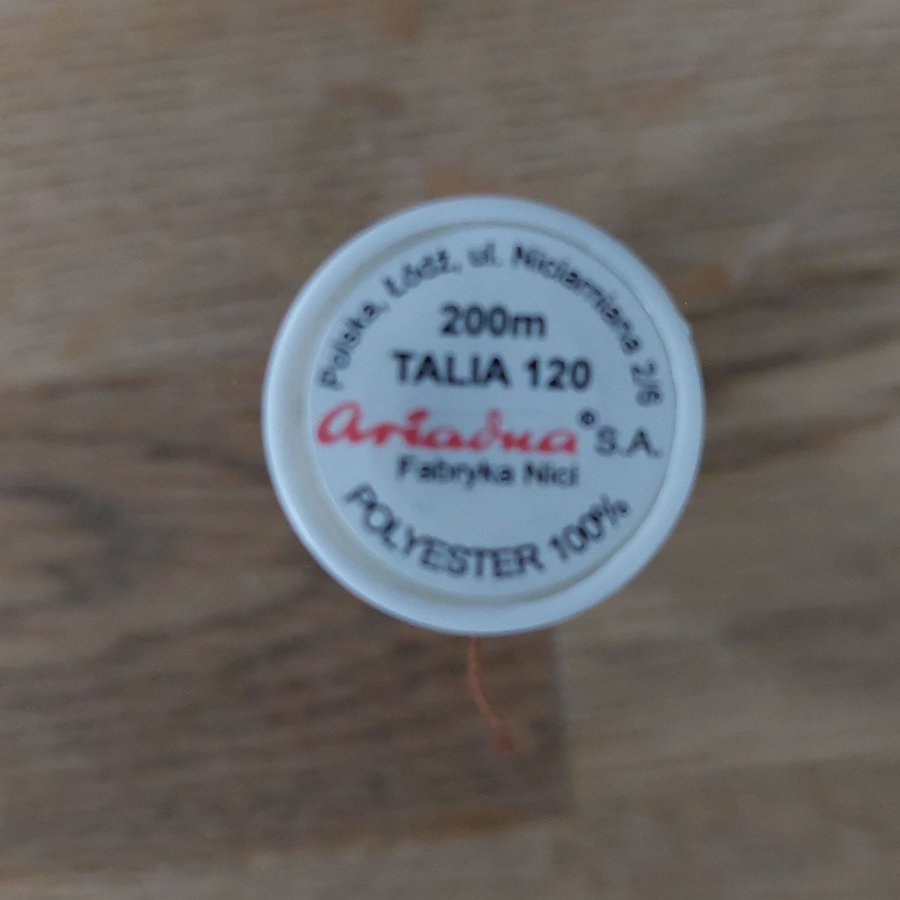 Polska, Łódź, ul. Niciarniana 2/6
200m
TALIA 120
Ariadna® S.A.
Fabryka Nici
POLYESTER 100%